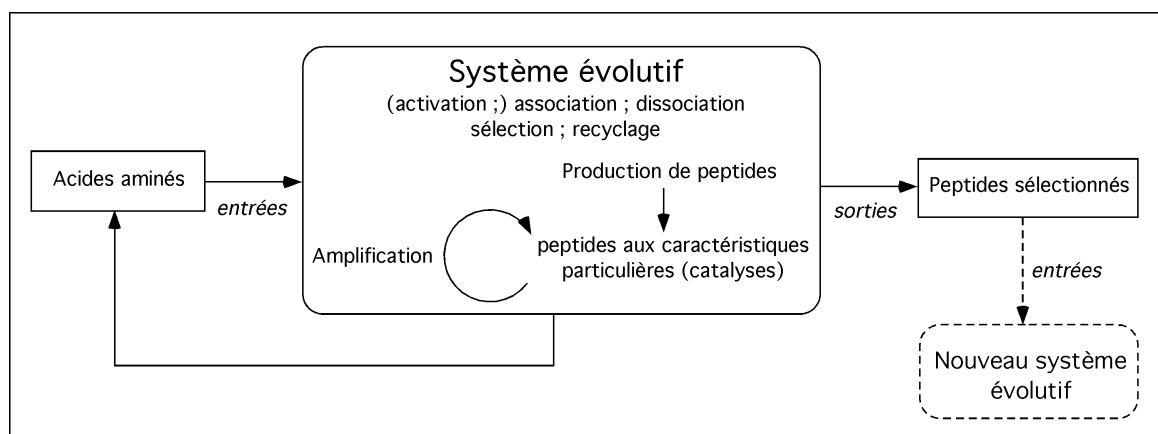 Système évolutif
(activation ;) association ; dissociation
sélection ; recyclage
Acides aminés
entrées
Production de peptides
Amplification
peptides aux caractéristiques
particulières (catalyses)
sorties
Peptides sélectionnés
entrées
Nouveau système
évolutif